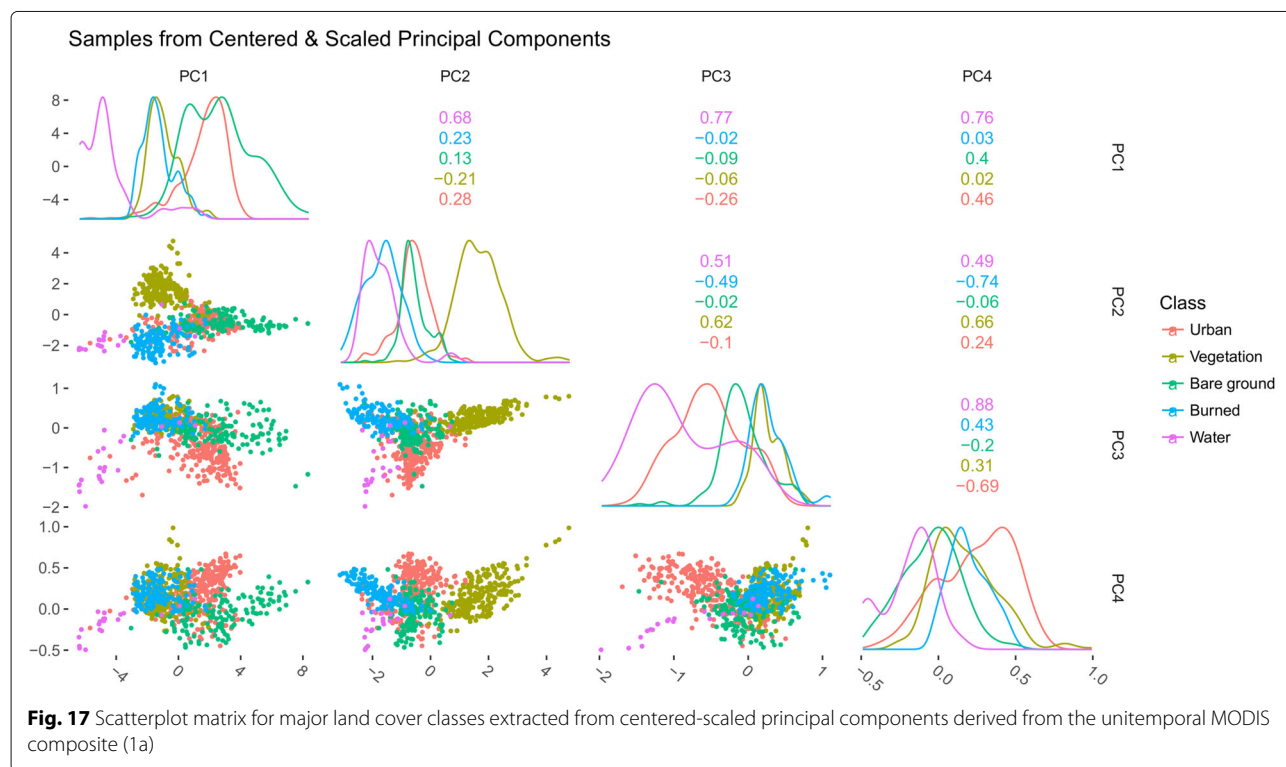 Samples from Centered & Scaled Principal Components
PC1 PC2 PC3 PC4
8
4
0
−4
0.68
0.23
0.13
−0.21
0.28
0.77
−0.02
−0.09
−0.06
−0.26
0.76
0.03
0.4
0.02
0.46
PC1
4
2
0
−2
0.51
−0.49
−0.02
0.62
−0.1
0.49
−0.74
−0.06
0.66
0.24
PC2
1
0
−1
−2
0.88
0.43
−0.2
0.31
−0.69
PC3
1.0
0.5
0.0
−0.5
PC4
−4 0 4 8
−2 0 2 4
−2 −1 0 1
−0.5 0.0 0.5 1.0
Class
Urban
Vegetation
Bare ground
Burned
Water
Fig. 17 Scatterplot matrix for major land cover classes extracted from centered-scaled principal components derived from the unitemporal MODIS
composite (1a)